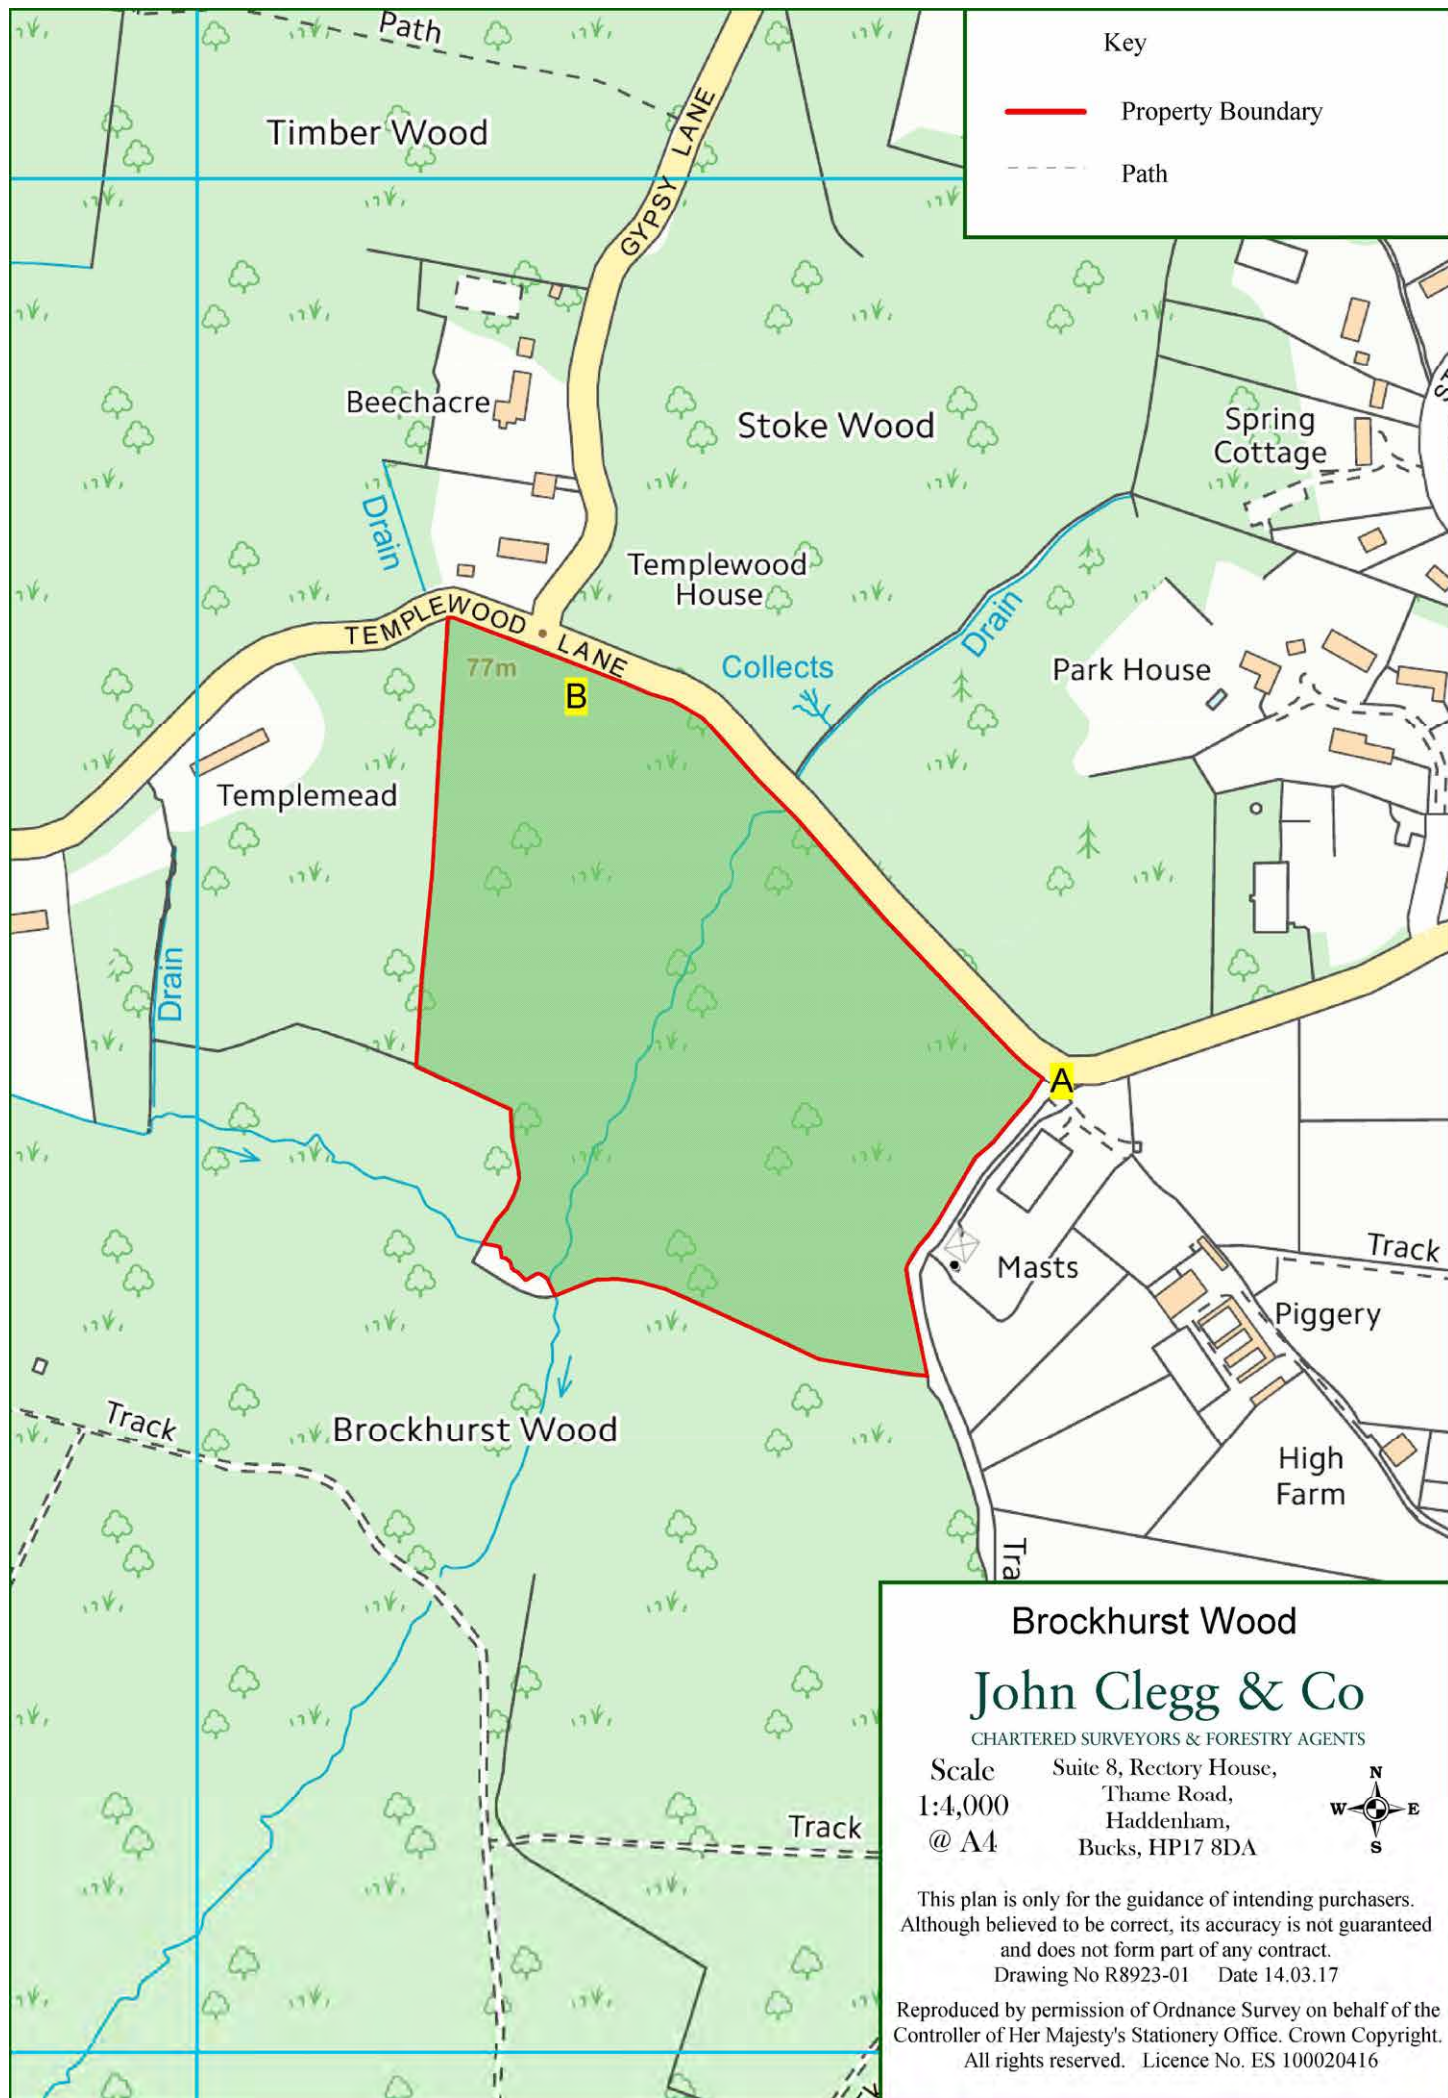 Path
Key
Property Boundary
Path
Timber Wood
GYPSY LANE
Beechacre
Stoke Wood
Spring
Cottage
Drain
Templewood
House
Drain
TEMPLEWOOD LANE
77m
B
Collects
Park House
Templemead
Drain
A
Masts
Track
Piggery
Track
Brockhurst Wood
High
Farm
Tra
Track
Brockhurst Wood
John Clegg & Co
CHARTERED SURVEYORS & FORESTRY AGENTS
Scale
1:4,000
@ A4
Suite 8, Rectory House,
Thame Road,
Haddenham,
Bucks, HP17 8DA
N
W E
S
This plan is only for the guidance of intending purchasers.
Although believed to be correct, its accuracy is not guaranteed
and does not form part of any contract.
Drawing No R8923-01 Date 14.03.17
Reproduced by permission of Ordnance Survey on behalf of the
Controller of Her Majesty's Stationery Office. Crown Copyright.
All rights reserved. Licence No. ES 100020416